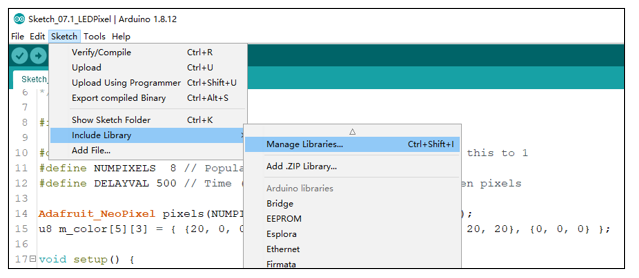 Sketch_07.1_LEDPixel | Arduino 1.8.12
File Edit Sketch Tools Help
Verify/Compile Ctrl+R
Upload Ctrl+U
Upload Using Programmer Ctrl+Shift+U
Export compiled Binary Ctrl+Alt+S
Show Sketch Folder Ctrl+K
Include Library
Add File...
Manage Libraries... Ctrl+Shift+I
Add .ZIP Library...
Arduino libraries
Bridge
EEPROM
Esplora
Ethernet
Firmata
Sketch_
6 *
7
8 #
9
10 # this to 1
11 #define NUMPIXELS 8 // Popula
12 #define DELAYVAL 500 // Time ( en pixels
13
14 Adafruit_NeoPixel pixels(NUMPI );
15 u8 m_color[5][3] = { {20, 0, 0 20, 20}, {0, 0, 0} };
16
17 void setup() {